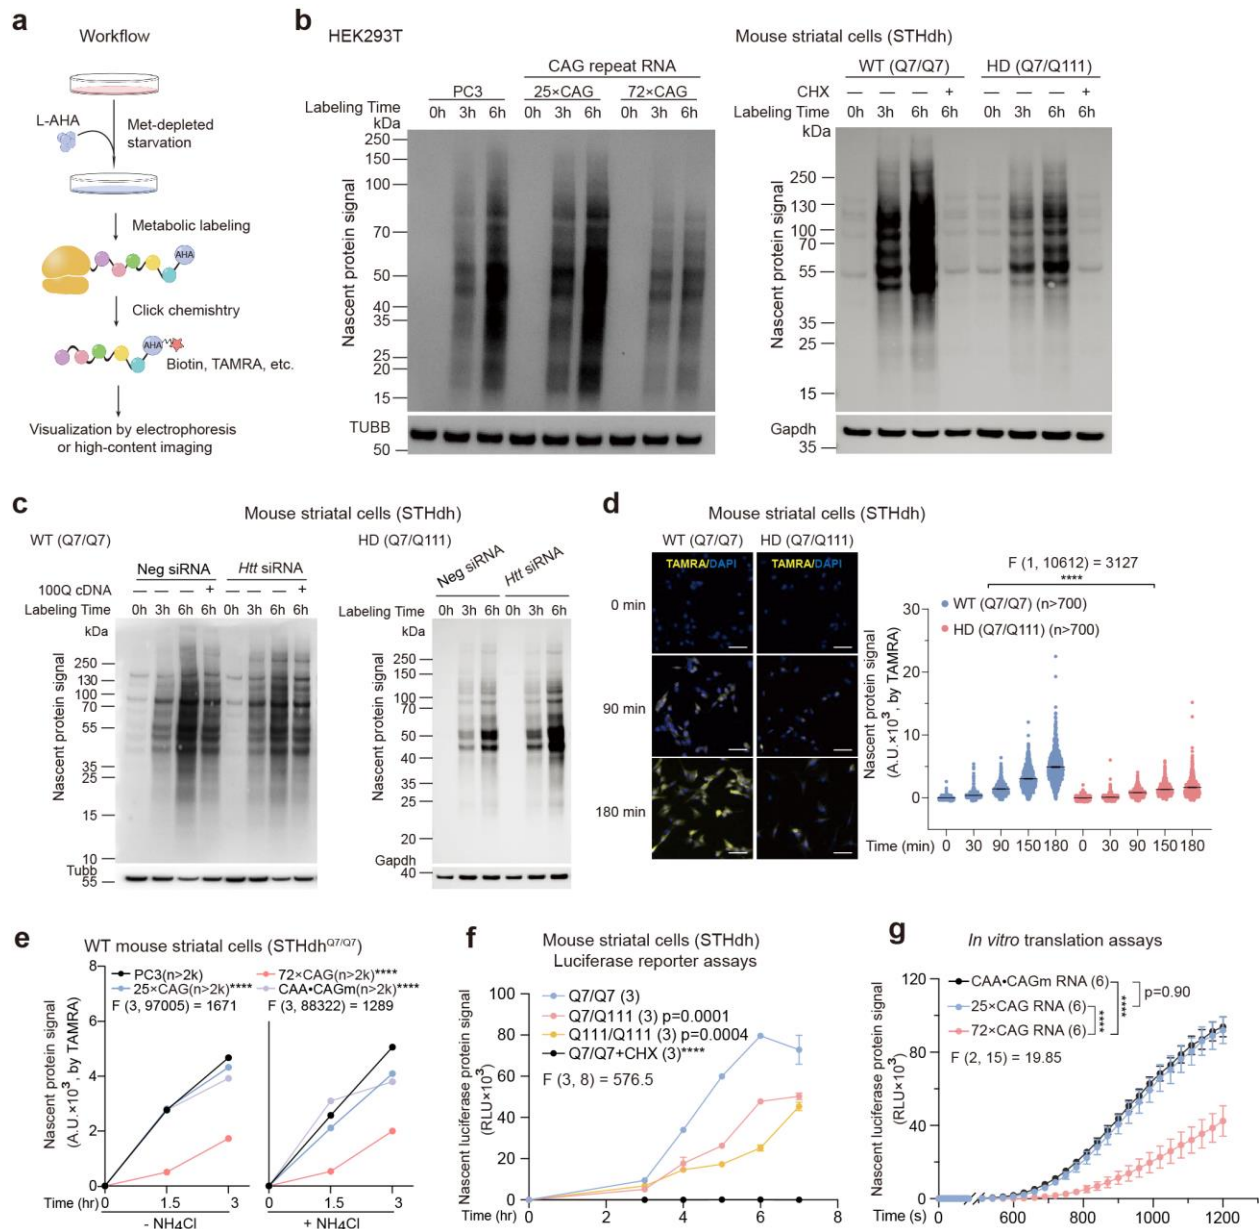 a
Workflow
L-AHA
Met-depleted
starvation
Metabolic labeling
AHA
Click chemishtry
AHA
Biotin, TAMRA, etc.
Visualization by electrophoresis
or high-content imaging
b
HEK293T
CAG repeat RNA
PC3 25×CAG 72×CAG
Labeling Time 0h 3h 6h 0h 3h 6h 0h 3h 6h
kDa
250
150
100
70
50
40
35
25
20
15
Nascent protein signal
TUBB
50
Mouse striatal cells (STHdh)
WT (Q7/Q7) HD (Q7/Q111)
CHX — — — + — — — +
Labeling Time 0h 3h 6h 6h 0h 3h 6h 6h
kDa
250
130
100
70
55
35
25
15
Nascent protein signal
Gapdh
35
c
Mouse striatal cells (STHdh)
WT (Q7/Q7)
Neg siRNA Htt siRNA
100Q cDNA — — — + — — — +
Labeling Time 0h 3h 6h 6h 0h 3h 6h 6h
kDa
250
130
100
70
55
35
25
15
10
Nascent protein signal
Tubb
55
HD (Q7/Q111)
Neg siRNA Htt siRNA
Labeling Time 0h 3h 6h 0h 3h 6h
kDa
250
130
100
70
50
40
35
25
20
Nascent protein signal
Gapdh
40
d
Mouse striatal cells (STHdh)
WT (Q7/Q7) HD (Q7/Q111)
TAMRA/DAPI TAMRA/DAPI
0 min
90 min
180 min
F (1, 10612) = 3127
****
WT (Q7/Q7) (n>700)
HD (Q7/Q111) (n>700)
Nascent protein signal
(A.U.×10³, by TAMRA)
30
20
10
0
Time (min) 0 30 90 150 180 0 30 90 150 180
e
WT mouse striatal cells (STHdhQ7/Q7)
PC3(n>2k) 72×CAG(n>2k)****
25×CAG(n>2k)**** CAA•CAGm(n>2k)****
F (3, 97005) = 1671 F (3, 88322) = 1289
Nascent protein signal
(A.U.×10³, by TAMRA)
8
6
4
2
0
Time (hr) 0 1.5 3 0 1.5 3
- NH4Cl + NH4Cl
f
Mouse striatal cells (STHdh)
Luciferase reporter assays
Q7/Q7 (3)
Q7/Q111 (3) p=0.0001
Q111/Q111 (3) p=0.0004
Q7/Q7+CHX (3)****
F (3, 8) = 576.5
Nascent luciferase protein signal
(RLU×10³)
100
80
60
40
20
0
Time (hr) 0 2 4 6 8
g
In vitro translation assays
CAA•CAGm RNA (6)
25×CAG RNA (6)
72×CAG RNA (6)
****
****
p=0.90
F (2, 15) = 19.85
Nascent luciferase protein signal
(RLU×10³)
120
80
40
0
Time (s) 0 600 800 1000 1200